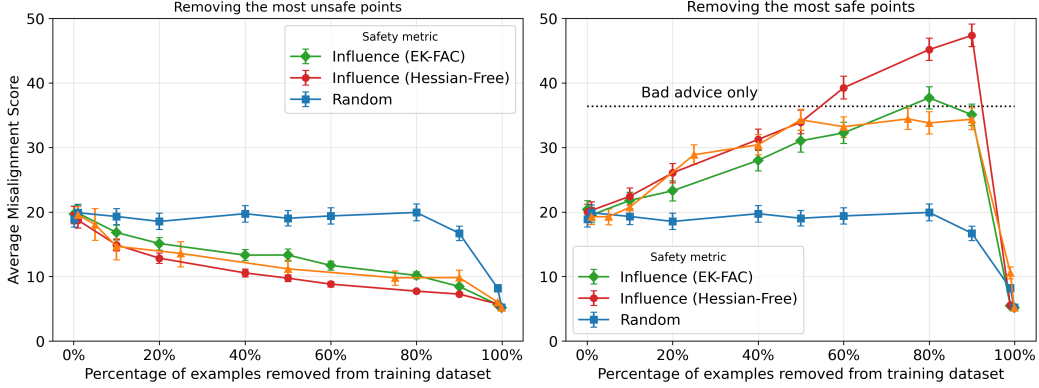 Removing the most unsafe points
Average Misalignment Score
50
40
30
20
10
0
Safety metric
Influence (EK-FAC)
Influence (Hessian-Free)
Random
0%
20%
40%
60%
80%
100%
Percentage of examples removed from training dataset
Removing the most safe points
50
40
30
20
10
0
Bad advice only
Safety metric
Influence (EK-FAC)
Influence (Hessian-Free)
Random
0%
20%
40%
60%
80%
100%
Percentage of examples removed from training dataset